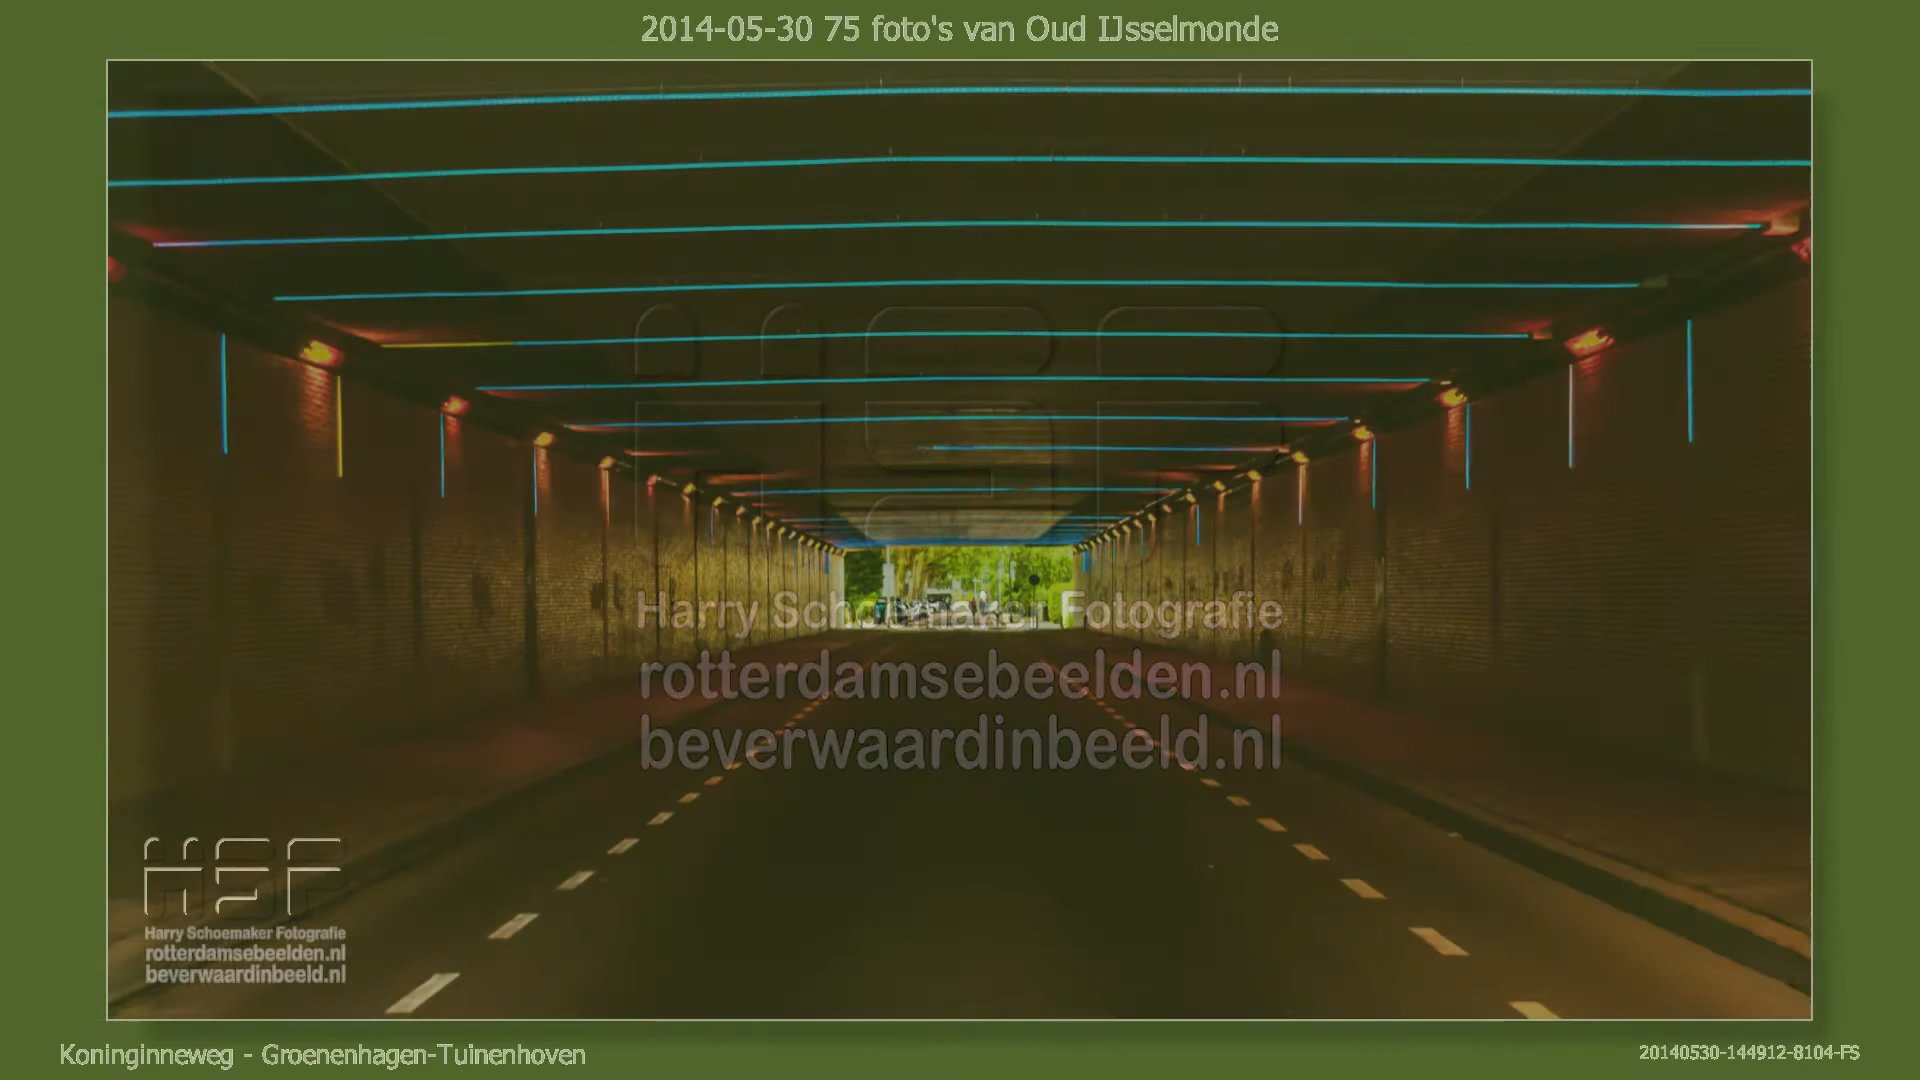 2014-05-30 75 foto's van Oud IJsselmonde
HSF
Harry Schoemaker Fotografie
rotterdamsebeelden.nl
beverwaardinbeeld.nl
HSF
Harry Schoemaker Fotografie
rotterdamsebeelden.nl
beverwaardinbeeld.nl
Koninginneweg - Groenenhagen-Tuinenhoven
20140530-144912-8104-FS